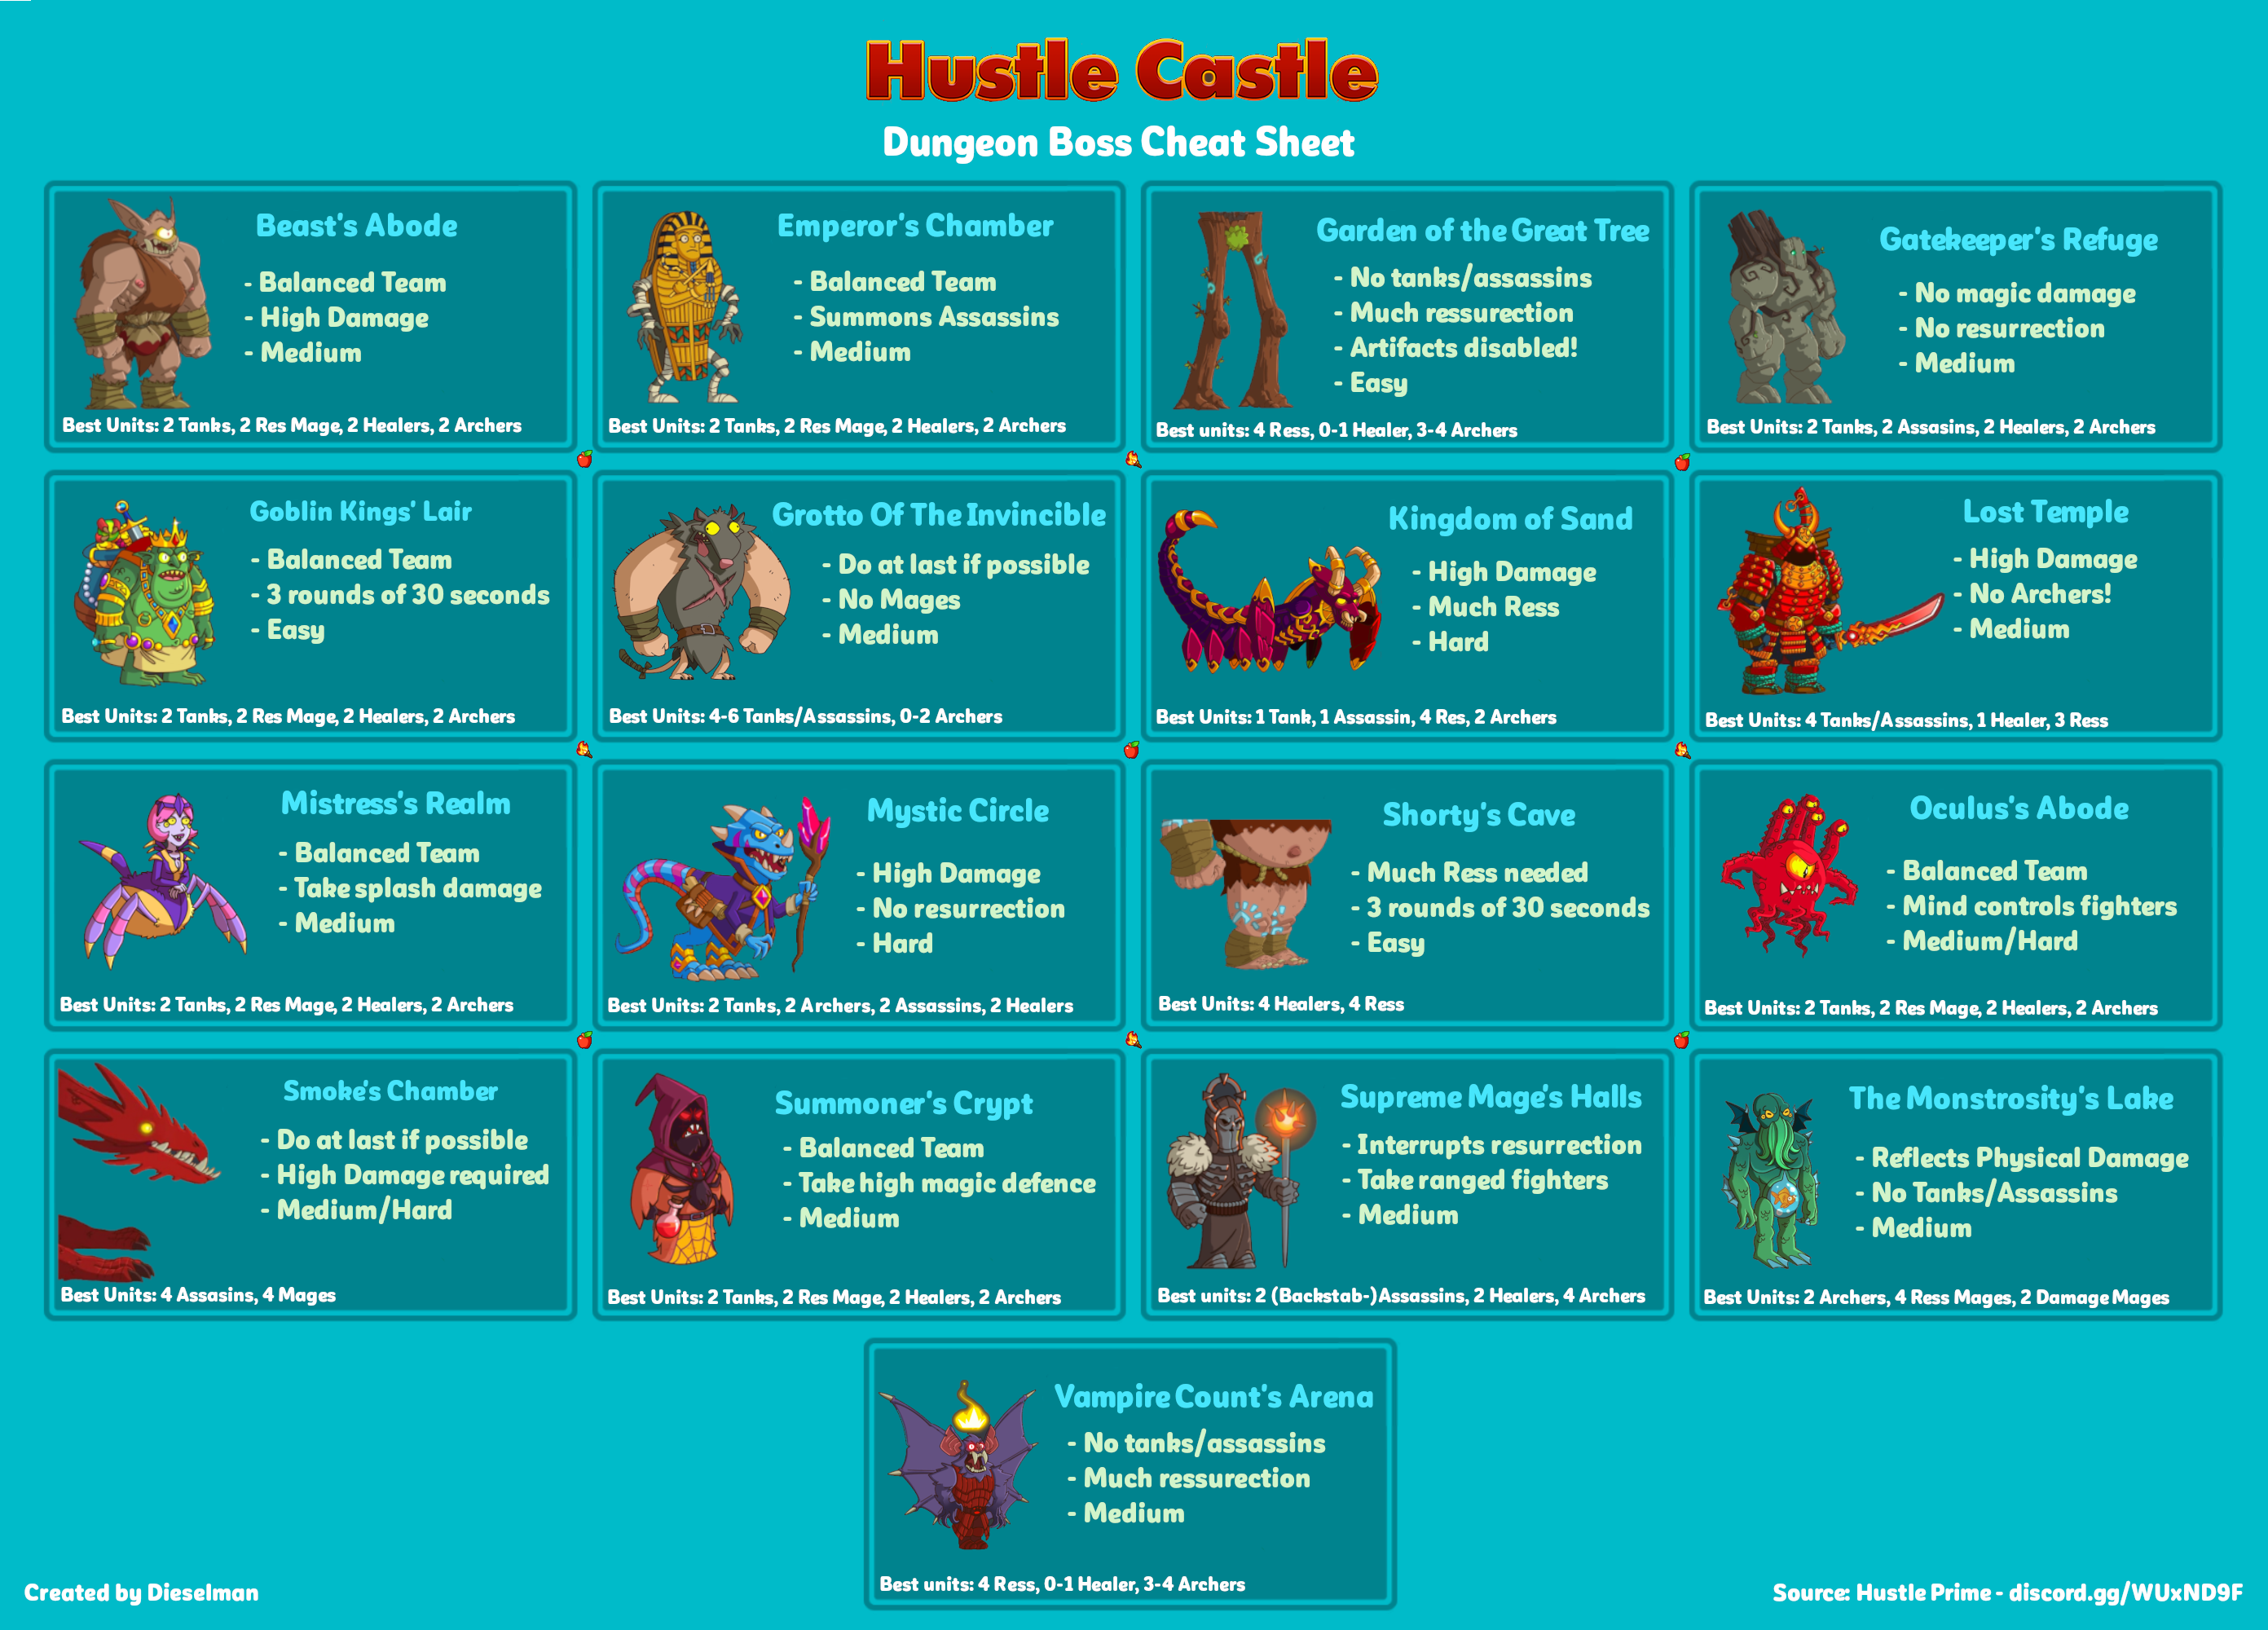 Hustle Castle
Dungeon Boss Cheat Sheet
Beast's Abode
- Balanced Team
- High Damage
- Medium
Best Units: 2 Tanks, 2 Res Mage, 2 Healers, 2 Archers
Emperor's Chamber
- Balanced Team
- Summons Assassins
- Medium
Best Units: 2 Tanks, 2 Res Mage, 2 Healers, 2 Archers
Garden of the Great Tree
- No tanks/assassins
- Much ressurection
- Artifacts disabled!
- Easy
Best units: 4 Ress, 0-1 Healer, 3-4 Archers
Gatekeeper's Refuge
- No magic damage
- No resurrection
- Medium
Best Units: 2 Tanks, 2 Assasins, 2 Healers, 2 Archers
Goblin Kings' Lair
- Balanced Team
- 3 rounds of 30 seconds
- Easy
Best Units: 2 Tanks, 2 Res Mage, 2 Healers, 2 Archers
Grotto Of The Invincible
- Do at last if possible
- No Mages
- Medium
Best Units: 4-6 Tanks/Assassins, 0-2 Archers
Kingdom of Sand
- High Damage
- Much Ress
- Hard
Best Units: 1 Tank, 1 Assassin, 4 Res, 2 Archers
Lost Temple
- High Damage
- No Archers!
- Medium
Best Units: 4 Tanks/Assassins, 1 Healer, 3 Ress
Mistress's Realm
- Balanced Team
- Take splash damage
- Medium
Best Units: 2 Tanks, 2 Res Mage, 2 Healers, 2 Archers
Mystic Circle
- High Damage
- No resurrection
- Hard
Best Units: 2 Tanks, 2 Archers, 2 Assassins, 2 Healers
Shorty's Cave
- Much Ress needed
- 3 rounds of 30 seconds
- Easy
Best Units: 4 Healers, 4 Ress
Oculus's Abode
- Balanced Team
- Mind controls fighters
- Medium/Hard
Best Units: 2 Tanks, 2 Res Mage, 2 Healers, 2 Archers
Smoke's Chamber
- Do at last if possible
- High Damage required
- Medium/Hard
Best Units: 4 Assasins, 4 Mages
Summoner's Crypt
- Balanced Team
- Take high magic defence
- Medium
Best Units: 2 Tanks, 2 Res Mage, 2 Healers, 2 Archers
Supreme Mage's Halls
- Interrupts resurrection
- Take ranged fighters
- Medium
Best units: 2 (Backstab-)Assassins, 2 Healers, 4 Archers
The Monstrosity's Lake
- Reflects Physical Damage
- No Tanks/Assassins
- Medium
Best Units: 2 Archers, 4 Ress Mages, 2 Damage Mages
Vampire Count's Arena
- No tanks/assassins
- Much ressurection
- Medium
Best units: 4 Ress, 0-1 Healer, 3-4 Archers
Created by Dieselman
Source: Hustle Prime - discord.gg/WUxND9F